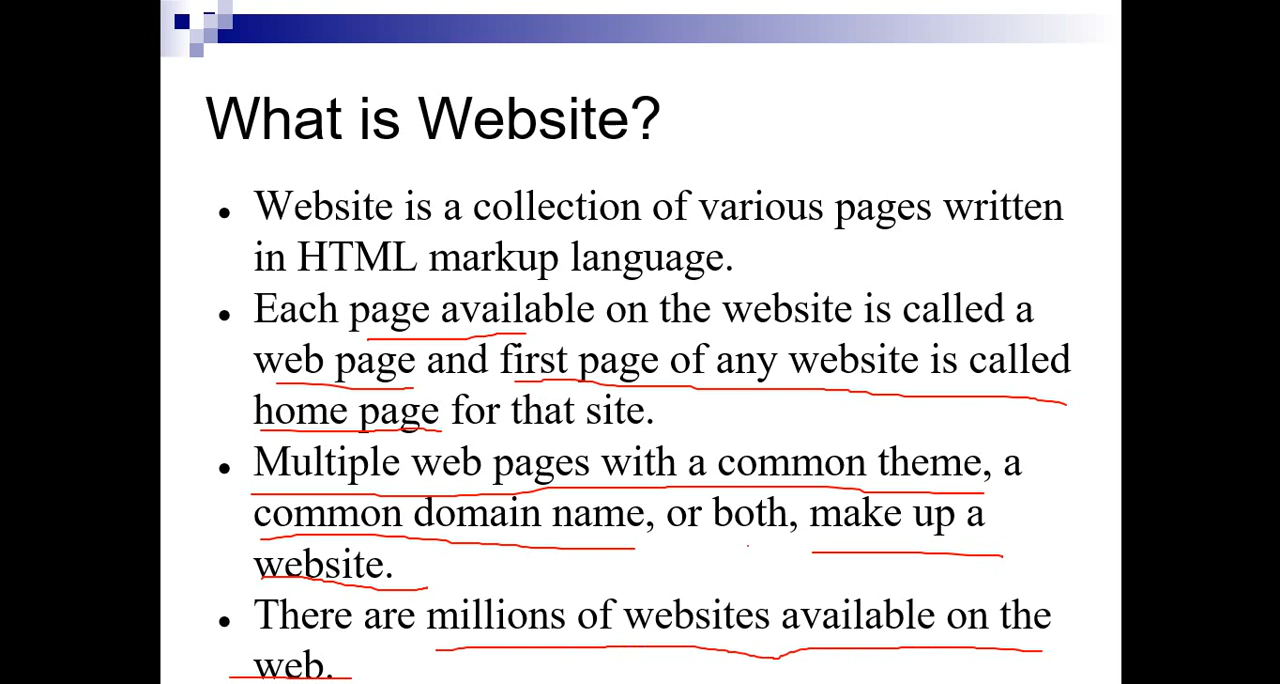 What is Website?
• Website is a collection of various pages written
in HTML markup language.
• Each page available on the website is called a
web page and first page of any website is called
home page for that site.
• Multiple web pages with a common theme, a
common domain name, or both, make up a
website.
• There are millions of websites available on the
web.